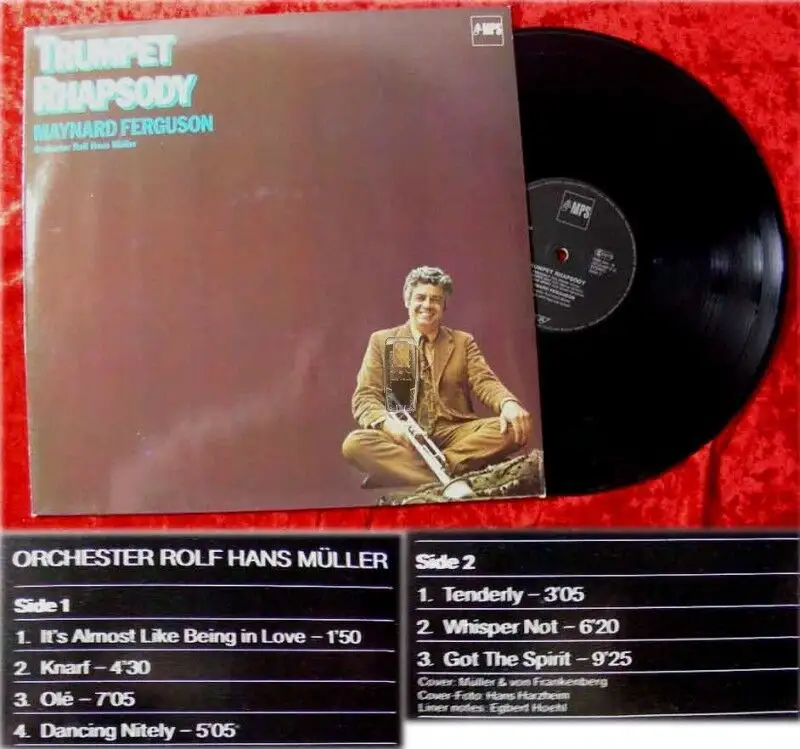 TRUMPET
RHAPSODY
MAYNARD FERGUSON
Orchester Rolf Hans Müller
MPS
MPS
TRUMPET RHAPSODY
MAYNARD FERGUSON
ORCHESTER ROLF HANS MÜLLER
Side 1
1. It's Almost Like Being in Love – 1'50
2. Knarf – 4'30
3. Olé – 7'05
4. Dancing Nitely – 5'05
Side 2
1. Tenderly – 3'05
2. Whisper Not – 6'20
3. Got The Spirit – 9'25
Cover: Müller & von Frankenberg
Cover-Foto: Hans Harzheim
Liner notes: Egbert Hoehl